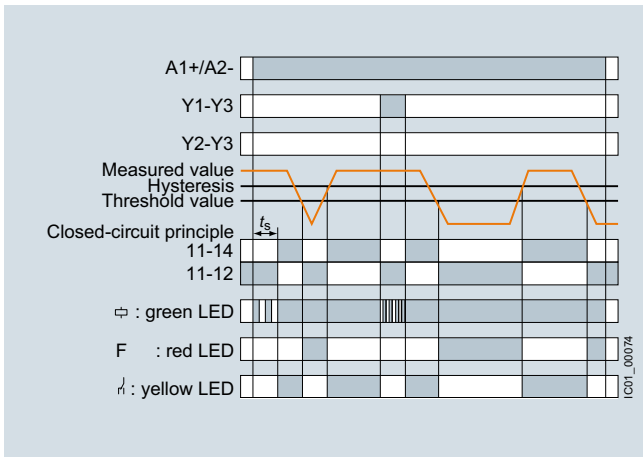 A1+/A2-
Y1-Y3
Y2-Y3
Measured value
Hysteresis
Threshold value
Closed-circuit principle
ts
11-14
11-12
: green LED
F : red LED
: yellow LED
IC01_00074